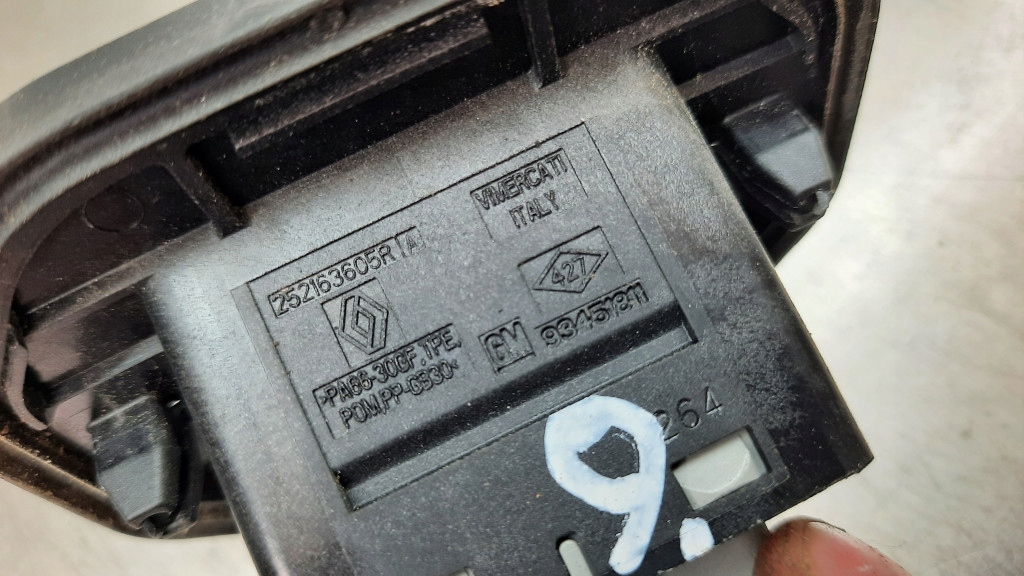 252163605R A
VIMERCATI
ITALY
427
>PA66-30GF,TPE,
POM,PP-GB30<
GM 93451811
264
9.